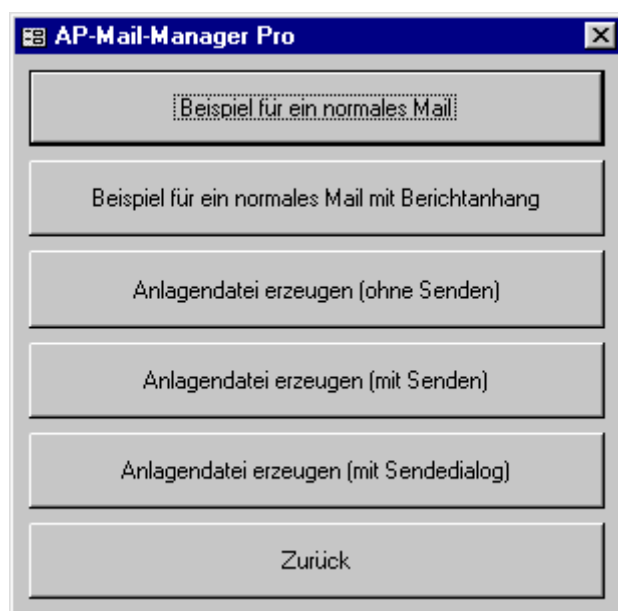 AP-Mail-Manager Pro
Beispiel für ein normales Mail
Beispiel für ein normales Mail mit Berichtanhang
Anlagendatei erzeugen (ohne Senden)
Anlagendatei erzeugen (mit Senden)
Anlagendatei erzeugen (mit Sendedialog)
Zurück